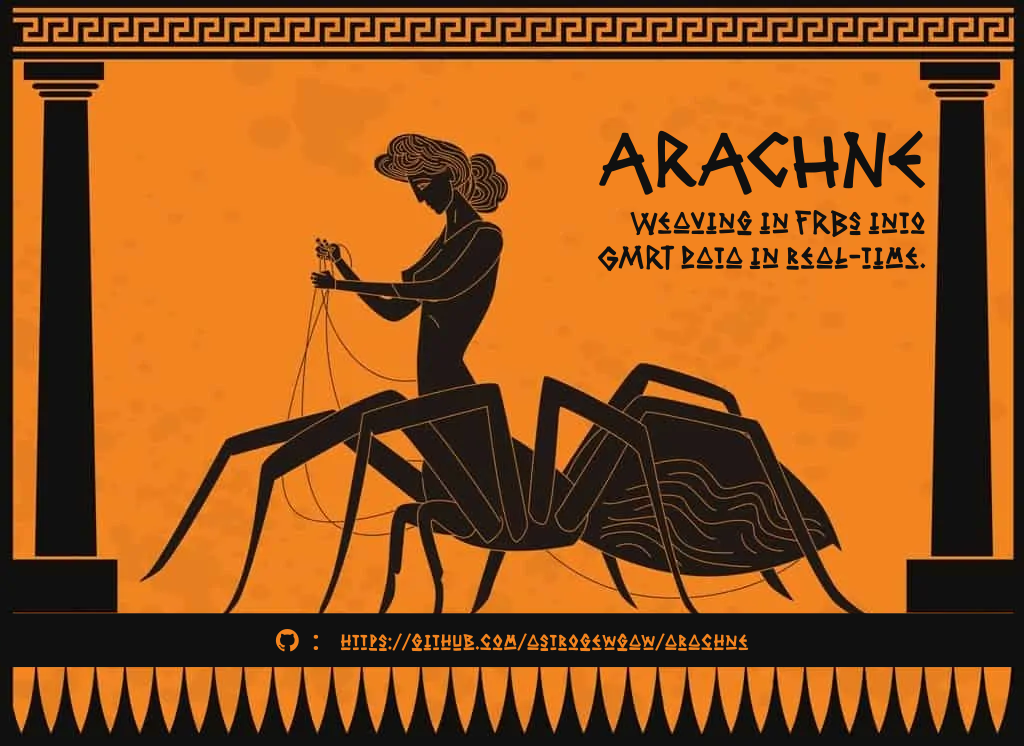 ARACHNE
WEAVING IN FRBS INTO
GMRT DATA IN REAL-TIME.
: HTTPS://GITHUB.COM/ASTROGEWGAW/ARACHNE